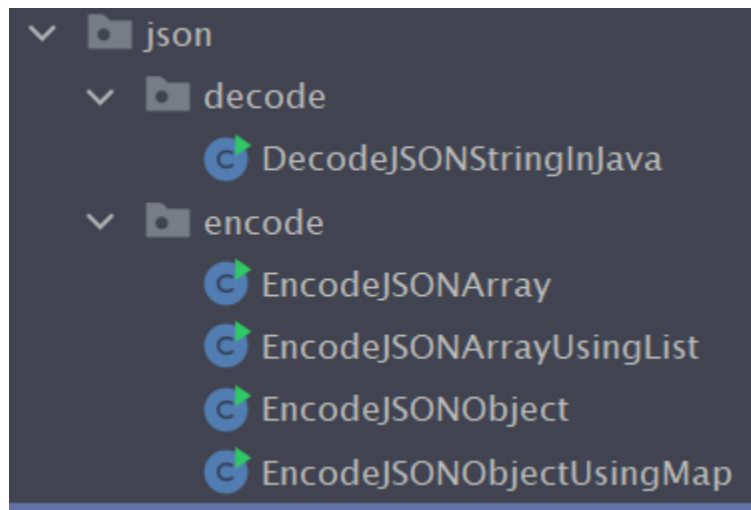 json
decode
C DecodeJSONStringInJava
encode
C EncodeJSONArray
C EncodeJSONArrayUsingList
C EncodeJSONObject
C EncodeJSONObjectUsingMap